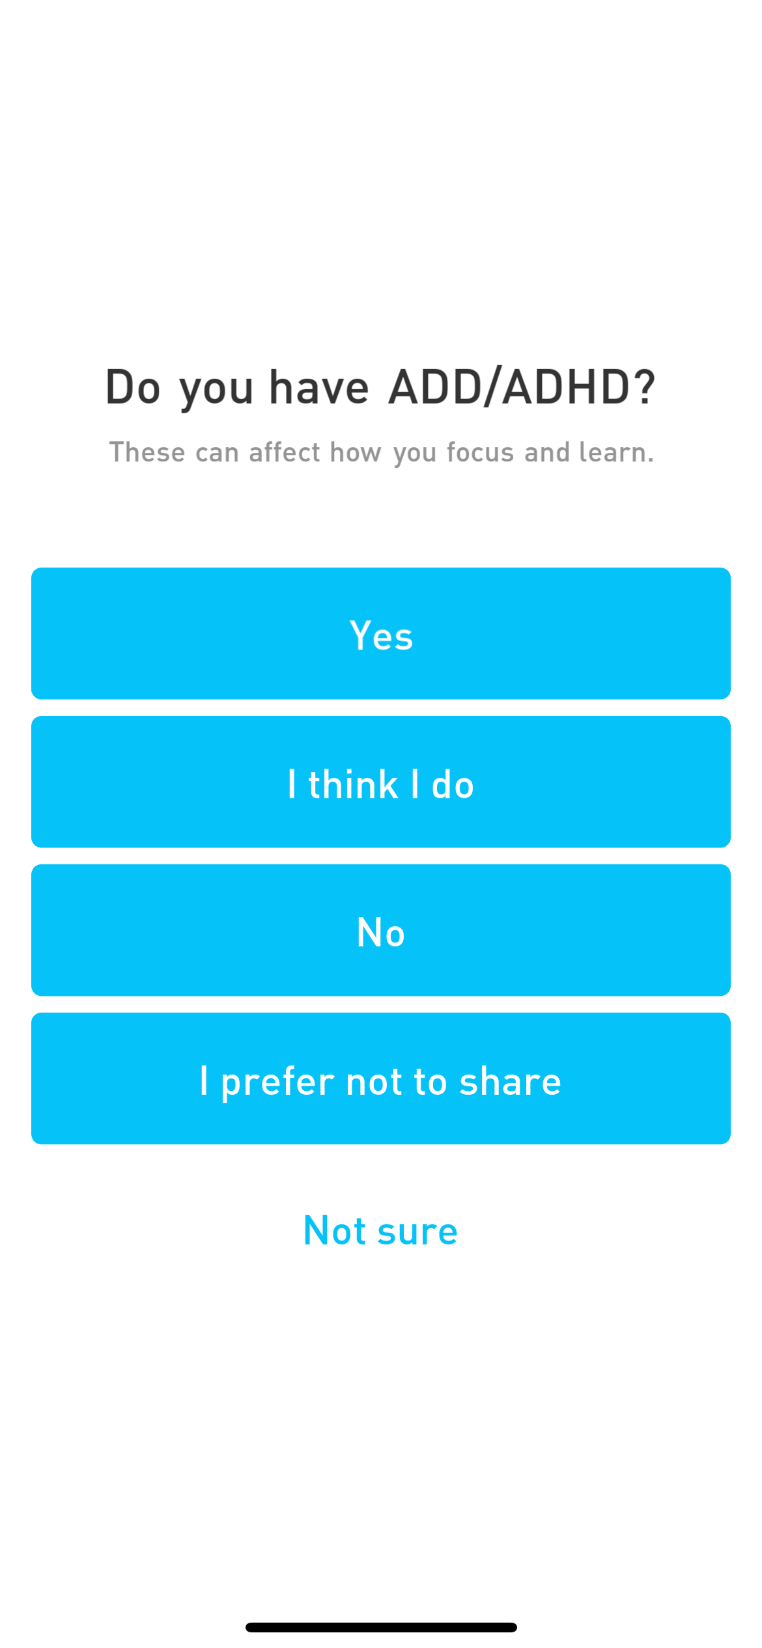 Do you have ADD/ADHD?
These can affect how you focus and learn.
Yes
I think I do
No
I prefer not to share
Not sure